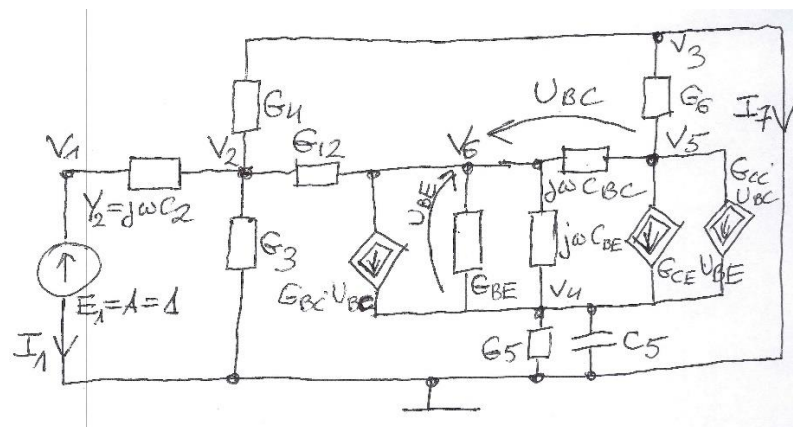 V3
G4
UBC
G6
I7
V1
V2
G12
V6
V5
Y2=jωC2
jωCBC
GCC·
UBC
UBE
G3
jωCBE
GCE UBE
E1=A=1
GBC·UBC
GBE
V4
I1
G5
C5